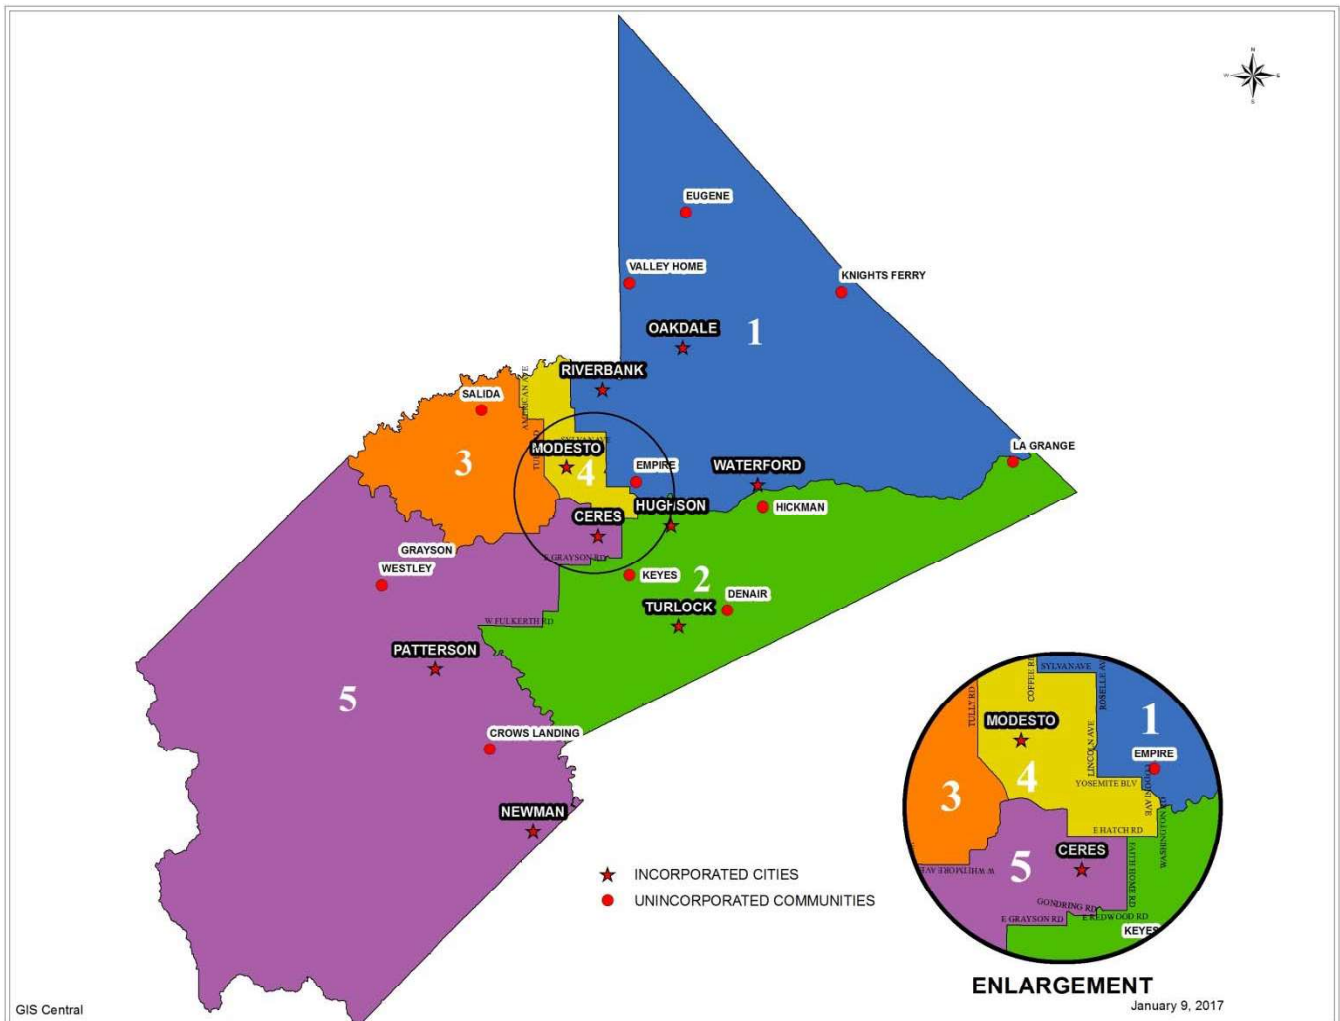 N
W E
S
EUGENE
VALLEY HOME
KNIGHTS FERRY
OAKDALE
1
RIVERBANK
AMERICAN AVE
SALIDA
LA GRANGE
SYLVAN AVE
MODESTO
3
4
EMPIRE
WATERFORD
HUGHSON
HICKMAN
CERES
GRAYSON
E GRAYSON RD
WESTLEY
KEYES
2
DENAIR
TURLOCK
W FULKERTH RD
PATTERSON
5
CROWS LANDING
NEWMAN
INCORPORATED CITIES
UNINCORPORATED COMMUNITIES
SYLVAN AVE
COFFEE RD
ROSELLE AVE
TULLY RD
MODESTO
1
LINCOLN AVE
EMPIRE
4
YOSEMITE BLV
3
E HATCH RD
WASHINGTON RD
CERES
5
W WHITMORE AVE
FAITH HOME RD
GONDRING RD
E GRAYSON RD
E REDWOOD RD
KEYES
ENLARGEMENT
January 9, 2017
GIS Central